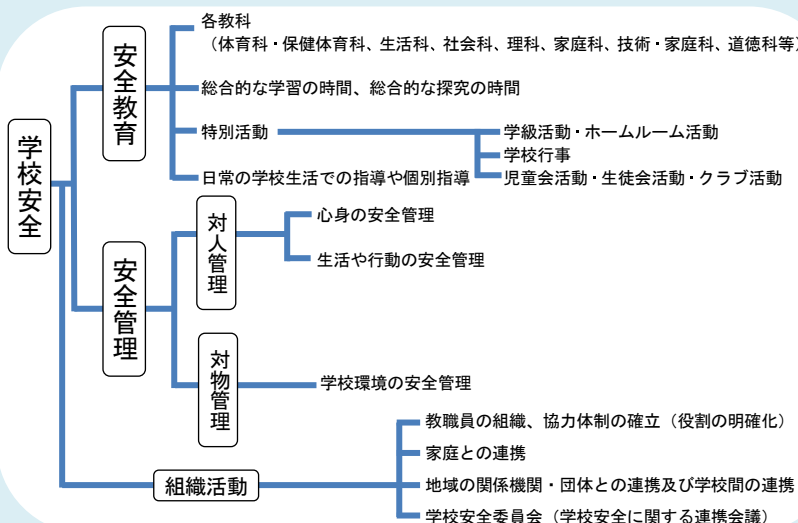 学校安全
安全教育
各教科
（体育科・保健体育科、生活科、社会科、理科、家庭科、技術・家庭科、道徳科等）
総合的な学習の時間、総合的な探究の時間
特別活動
学級活動・ホームルーム活動
学校行事
児童会活動・生徒会活動・クラブ活動
日常の学校生活での指導や個別指導
安全管理
対人管理
心身の安全管理
生活や行動の安全管理
対物管理
学校環境の安全管理
組織活動
教職員の組織、協力体制の確立（役割の明確化）
家庭との連携
地域の関係機関・団体との連携及び学校間の連携
学校安全委員会（学校安全に関する連携会議）